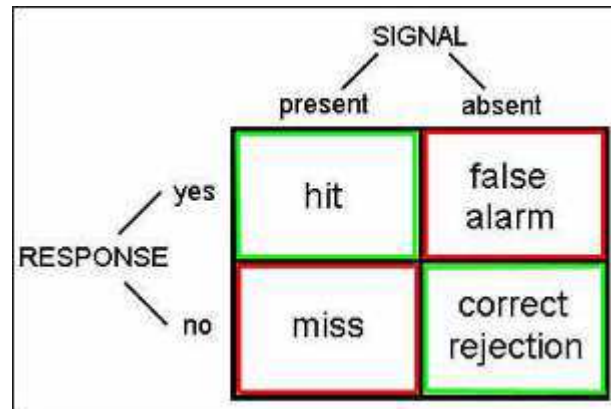 SIGNAL
present absent
yes
hit
false
alarm
RESPONSE
no
miss
correct
rejection